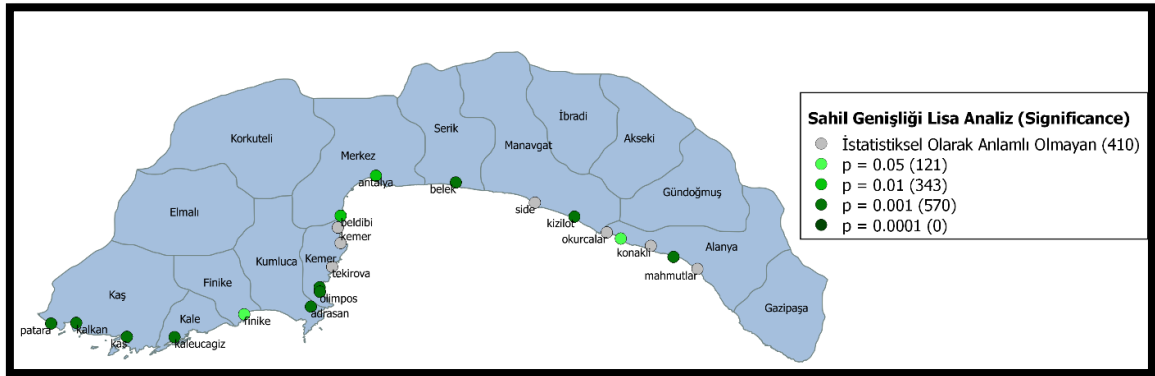 İbradi
Serik
Akseki
Korkuteli
Manavgat
Merkez
antalya
belek
Gündoğmuş
Elmalı
side
kizilot
beldibi
okurcalar
kemer
konakli
Alanya
Kumluca
Kemer
tekirova
mahmutlar
Finike
Kaş
olimpos
Gazipaşa
Kale
adrasan
finike
patara
kalkan
Kaş
kaleucagiz
Sahil Genişliği Lisa Analiz (Significance)
İstatistiksel Olarak Anlamlı Olmayan (410)
p = 0.05 (121)
p = 0.01 (343)
p = 0.001 (570)
p = 0.0001 (0)